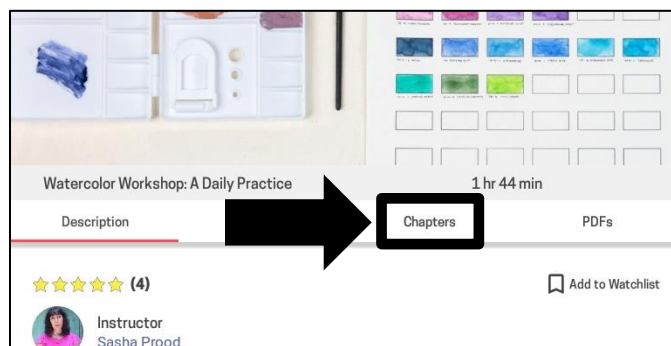 Watercolor Workshop: A Daily Practice 1 hr 44 min
Description Chapters PDFs
(4) Add to Watchlist
Instructor
Sasha Prood